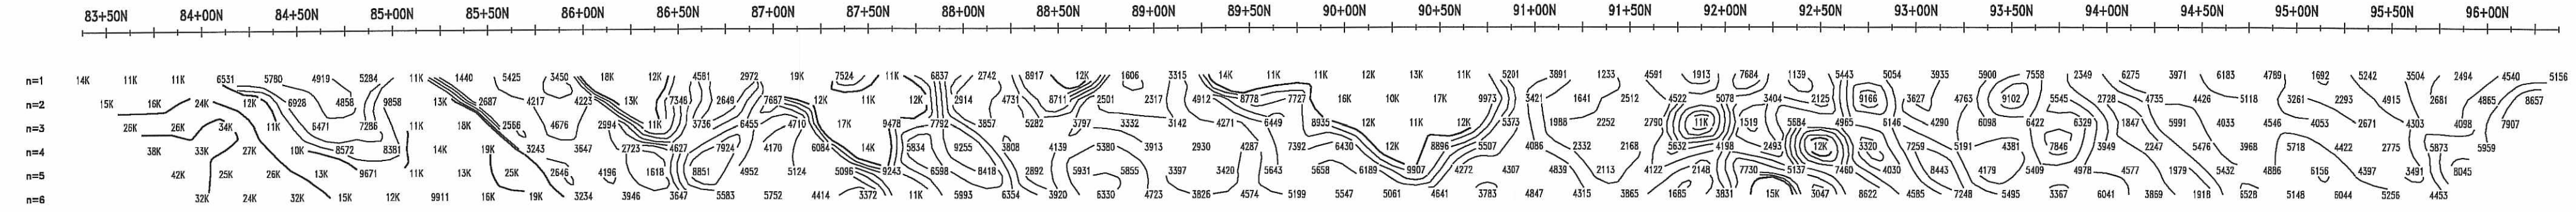 83+50N 84+00N 84+50N 85+00N 85+50N 86+00N 86+50N 87+00N 87+50N 88+00N 88+50N 89+00N 89+50N 90+00N 90+50N 91+00N 91+50N 92+00N 92+50N 93+00N 93+50N 94+00N 94+50N 95+00N 95+50N 96+00N
n=1 14K 11K 11K 6531 5780 4919 5284 11K 1440 5425 3450 18K 12K 4581 2972 19K 7524 11K 6837 2742 8917 12K 1606 3315 14K 11K 11K 12K 13K 11K 5201 3891 1233 4591 1913 7684 1139 5443 5054 3935 5900 7558 2349 6275 3971 6183 4789 1692 5242 3504 2494 4540 5156
n=2 15K 16K 24K 12K 6928 4858 9858 13K 2687 4217 4223 13K 7346 2649 7687 12K 11K 12K 2914 4731 8711 2501 2317 4912 8778 7727 16K 10K 17K 9973 3421 1641 2512 4522 5078 3404 2125 9166 3627 4763 9102 5545 2728 4735 4426 5118 3261 2293 4915 2681 4865 8657
n=3 26K 26K 34K 11K 6471 7286 11K 18K 2566 4676 2994 11K 3736 6455 4710 17K 9478 7792 3857 5282 3797 3332 3142 4271 6449 8935 12K 11K 12K 5373 1988 2252 2790 11K 1519 5584 4965 6146 4290 6098 6422 6329 1847 5991 4033 4546 4053 2671 4303 4098 7907
n=4 38K 33K 27K 10K 8572 8381 14K 19K 3243 3647 2723 4627 7924 4170 6084 14K 5834 9255 3808 4139 5380 3913 2930 4287 7392 6430 12K 8896 5507 4086 2332 2168 5632 4198 2493 12K 3320 7259 5191 4381 7846 3949 2247 5476 3968 5718 4422 2775 5873 5959
n=5 42K 25K 26K 13K 9671 11K 13K 25K 2646 4196 1618 8851 4952 5124 5096 9243 6598 8418 2892 5931 5855 3397 3420 5643 5658 6189 9907 4272 4307 4839 2113 4122 2148 7730 5137 7460 4030 8443 4179 5409 4978 4577 1979 5432 4886 5156 4397 3491 8045
n=6 32K 24K 32K 15K 12K 9911 16K 19K 3234 3946 3647 5583 5752 4414 3372 11K 5993 6354 3920 6330 4723 3826 4574 5199 5547 5061 4641 3783 4847 4315 3865 1685 3831 15K 3047 8622 4585 7248 5495 3367 6041 3869 1918 6528 5148 6044 5256 4453